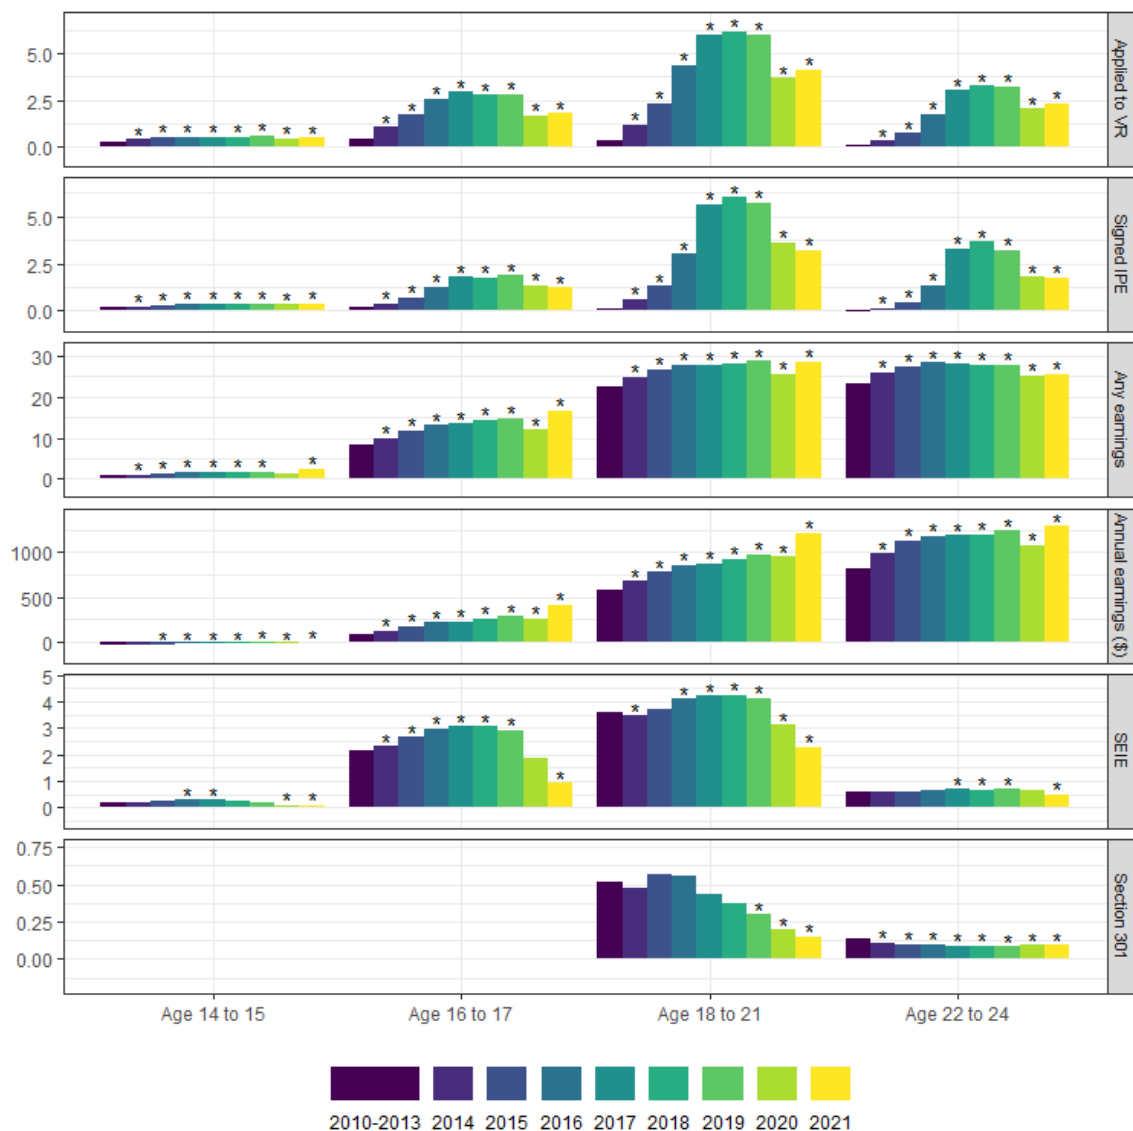 5.0
2.5
0.0
* * * * * * * * * * * * * * * * * * * * * * * * * * * * * * * *
Applied to VR
5.0
2.5
0.0
* * * * * * * * * * * * * * * * * * * * * * * * * * * * * * * *
Signed IPE
30
20
10
0
* * * * * * * * * * * * * * * * * * * * * * * * * * * * * * *
Any earnings
1000
500
0
* * * * * * * * * * * * * * * * * * * * * * * * * * * * * * *
Annual earnings ($)
5
4
3
2
1
0
* * * * * * * * * * * * * * * * * * * * * * 
SEIE
0.75
0.50
0.25
0.00
* * * * * * * * * * *
Section 301
Age 14 to 15 Age 16 to 17 Age 18 to 21 Age 22 to 24
2010-2013 2014 2015 2016 2017 2018 2019 2020 2021